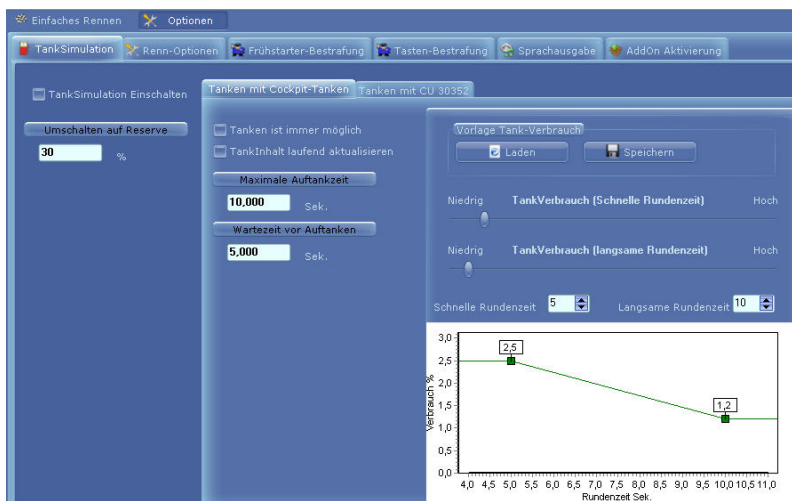 Einfaches Rennen Optionen
TankSimulation Renn-Optionen Frühstarter-Bestrafung Tasten-Bestrafung Sprachausgabe AddOn Aktivierung
TankSimulation Einschalten
Umschalten auf Reserve
30 %
Tanken mit Cockpit-Tanken Tanken mit CU 30352
Tanken ist immer möglich
TankInhalt laufend aktualisieren
Maximale Auftankzeit
10,000 Sek.
Wartezeit vor Auftanken
5,000 Sek.
Vorlage Tank-Verbrauch
Laden Speichern
Niedrig TankVerbrauch (Schnelle Rundenzeit) Hoch
Niedrig TankVerbrauch (langsame Rundenzeit) Hoch
Schnelle Rundenzeit 5 Langsame Rundenzeit 10
Verbrauch %
3,0
2,5
2,0
1,5
1,0
0,5
0,0
2,5
1,2
4,0 4,5 5,0 5,5 6,0 6,5 7,0 7,5 8,0 8,5 9,0 9,5 10,0 10,5 11,0
Rundenzeit Sek.